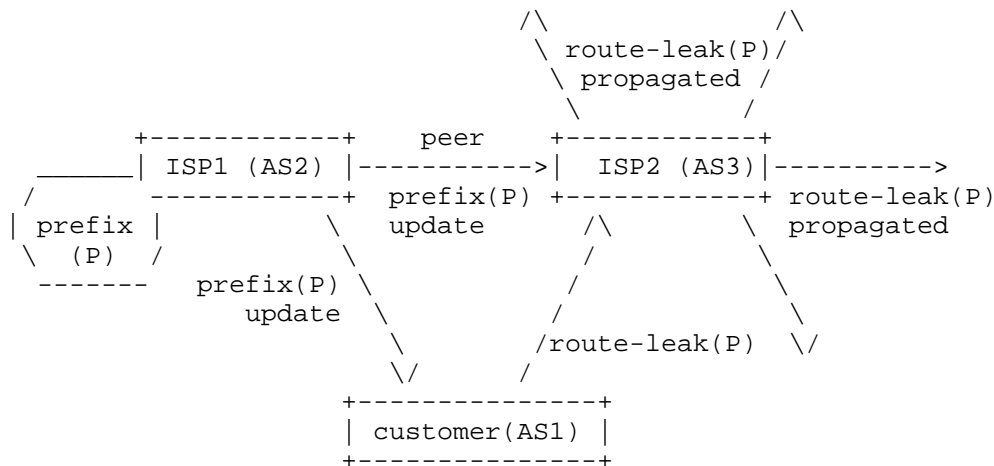 route-leak(P)
propagated
peer
ISP1 (AS2)
ISP2 (AS3)
prefix(P)
update
route-leak(P)
propagated
prefix
(P)
prefix(P)
update
route-leak(P)
customer(AS1)